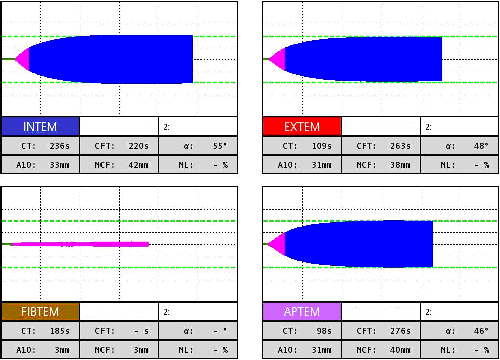 INTEM 2:
CT: 236s CFT: 220s α: 55°
A10: 33mm MCF: 42mm ML: - %
EXTEM 2:
CT: 109s CFT: 263s α: 48°
A10: 31mm MCF: 38mm ML: - %
FIBTEM 2:
CT: 185s CFT: - s α: - °
A10: 3mm MCF: 3mm ML: - %
APTEM 2:
CT: 98s CFT: 276s α: 46°
A10: 31mm MCF: 40mm ML: - %